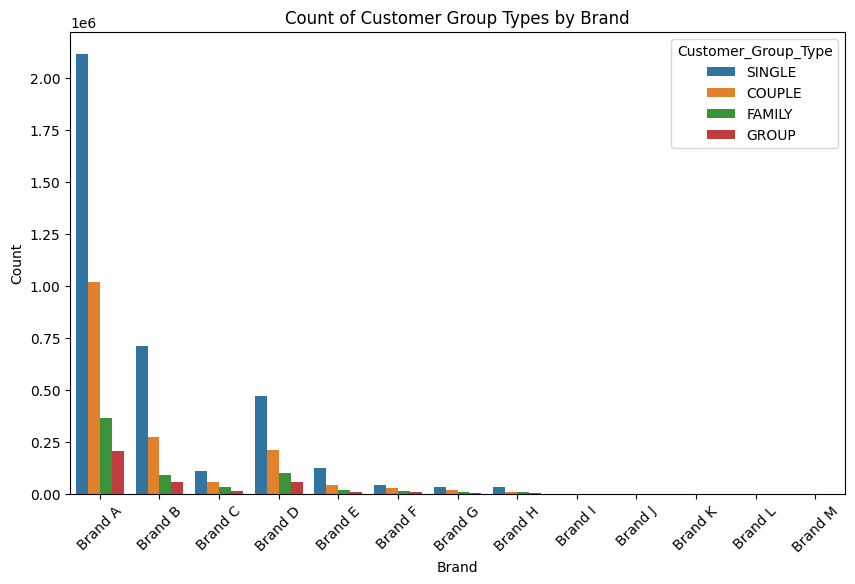 Count of Customer Group Types by Brand
1e6
Customer_Group_Type
SINGLE
COUPLE
FAMILY
GROUP
2.00
1.75
1.50
1.25
1.00
0.75
0.50
0.25
0.00
Count
Brand A
Brand B
Brand C
Brand D
Brand E
Brand F
Brand G
Brand H
Brand I
Brand J
Brand K
Brand L
Brand M
Brand